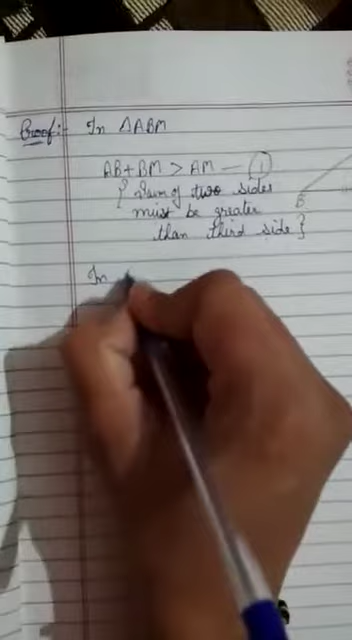 Proof:- In ΔABM
AB+BM > AM — ①
{ Sum of two sides
must be greater
than third side }
B
In